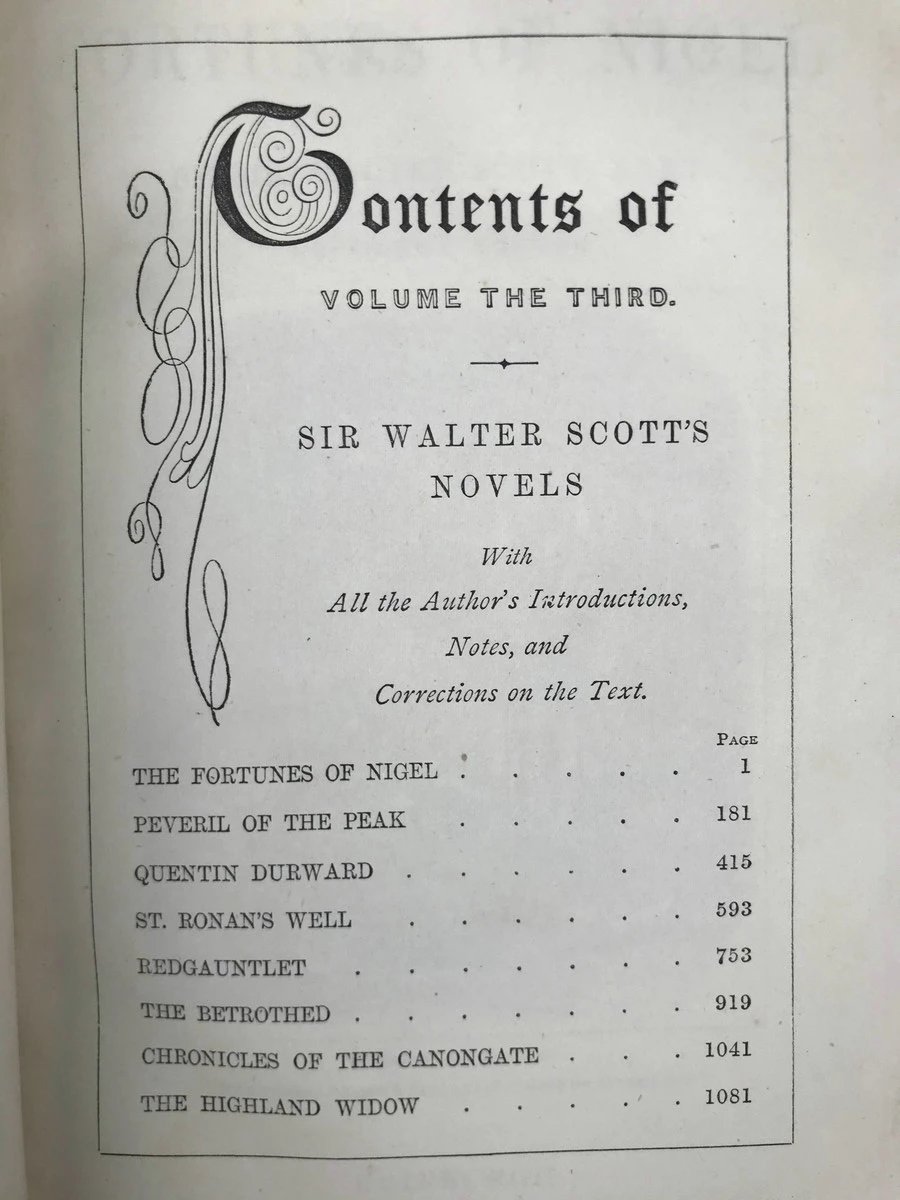 Contents of
VOLUME THE THIRD.
SIR WALTER SCOTT'S
NOVELS
With
All the Author's Introductions,
Notes, and
Corrections on the Text.
PAGE
THE FORTUNES OF NIGEL . . . . . 1
PEVERIL OF THE PEAK . . . . . 181
QUENTIN DURWARD . . . . . . 415
ST. RONAN'S WELL . . . . . . 593
REDGAUNTLET . . . . . . . 753
THE BETROTHED . . . . . . . 919
CHRONICLES OF THE CANONGATE . . . 1041
THE HIGHLAND WIDOW . . . . . 1081